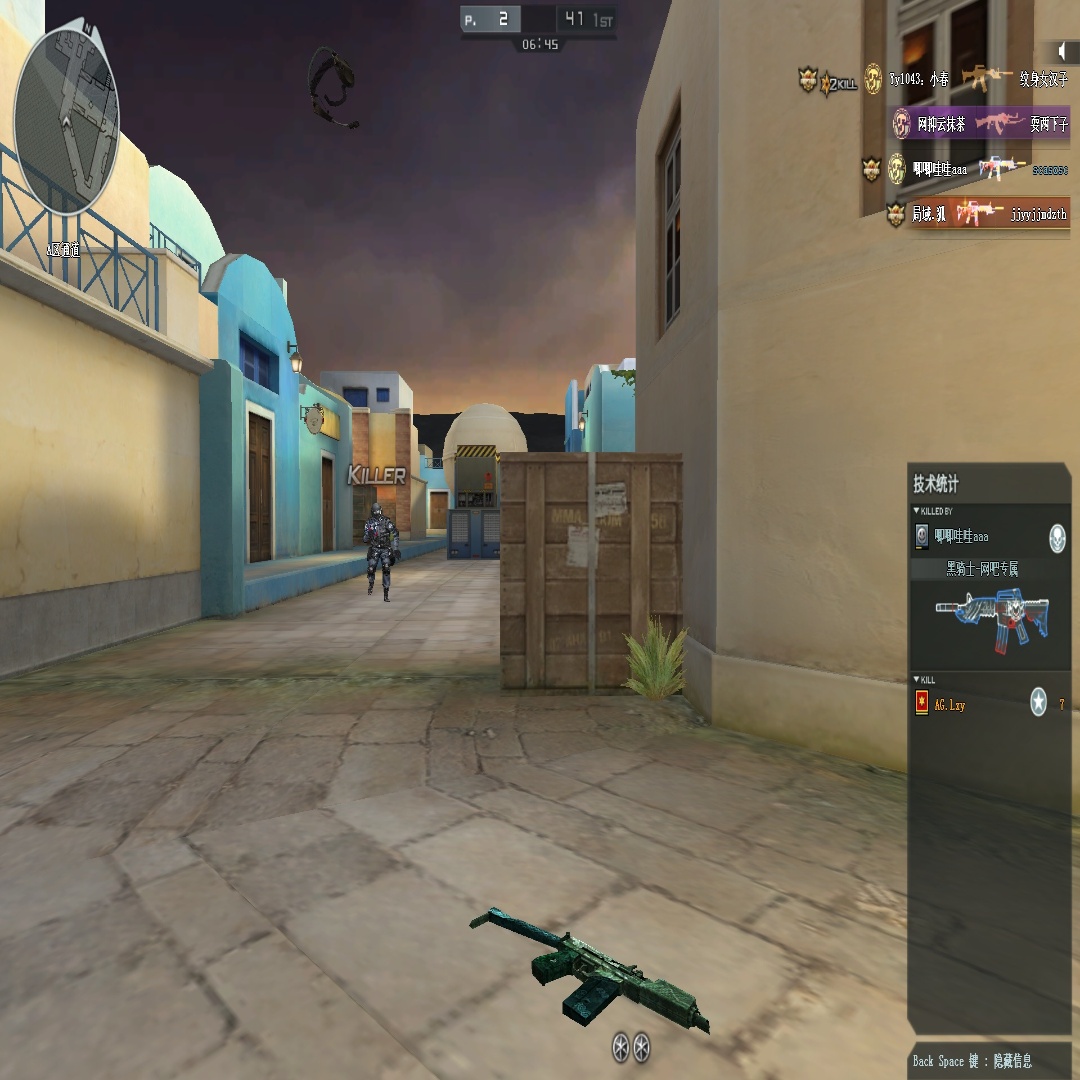 N
P. 2 41 1ST
06:45
2KILL Yy1043: 小春 纹身女汉子
网抑云抹茶 耍两下子
唧唧哇哇aaa
局域.狐 jjyyjjmdzth
A区通道
KILLER
技术统计
KILLED BY
唧唧哇哇aaa
黑骑士-网吧专属
KILL
AG.Lxy 7
Back Space 键 : 隐藏信息